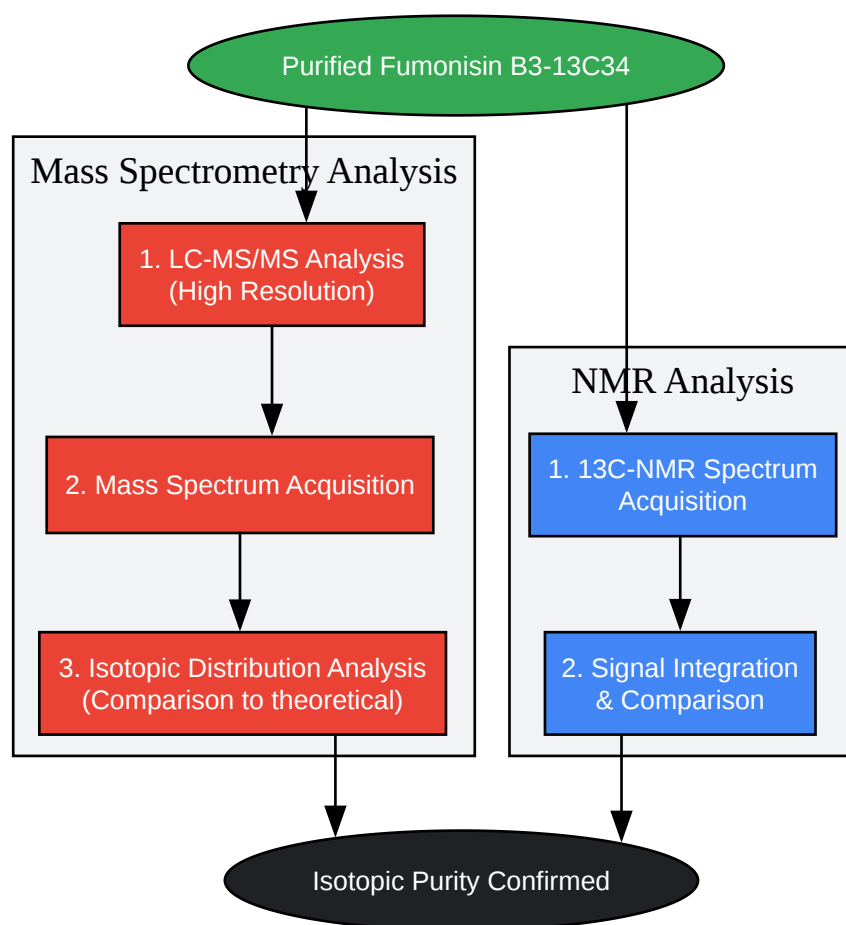 Purified Fumonisin B3-13C34
Mass Spectrometry Analysis
1. LC-MS/MS Analysis
(High Resolution)
2. Mass Spectrum Acquisition
3. Isotopic Distribution Analysis
(Comparison to theoretical)
NMR Analysis
1. 13C-NMR Spectrum
Acquisition
2. Signal Integration
& Comparison
Isotopic Purity Confirmed